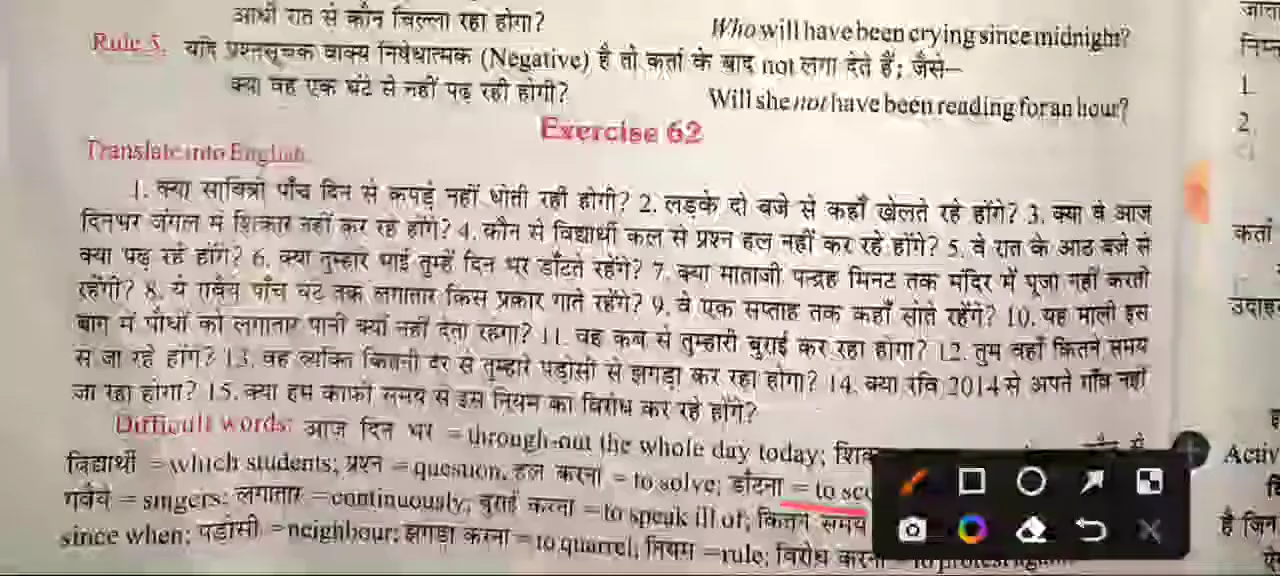 आधी रात से कौन चिल्ला रहा होगा? Who will have been crying since midnight?
Rule 5. यदि प्रश्नसूचक वाक्य निषेधात्मक (Negative) है तो कर्ता के बाद not लगा देते हैं; जैसे—
क्या वह एक घंटे से नहीं पढ़ रही होगी? Will she not have been reading for an hour?
Exercise 62
Translate into English.
1. क्या सावित्री पाँच दिन से कपड़े नहीं धोती रही होगी? 2. लड़के दो बजे से कहाँ खेलते रहे होंगे? 3. क्या वे आज
दिनभर जंगल में शिकार नहीं कर रहे होंगे? 4. कौन से विद्यार्थी कल से प्रश्न हल नहीं कर रहे होंगे? 5. वे रात के आठ बजे से
क्या पढ़ रहे होंगे? 6. क्या तुम्हारे भाई तुम्हें दिन भर डाँटते रहेंगे? 7. क्या माताजी पन्द्रह मिनट तक मंदिर में पूजा नहीं करती
रहेंगी? 8. ये गवैये पाँच घंटे तक लगातार किस प्रकार गाते रहेंगे? 9. वे एक सप्ताह तक कहाँ सोते रहेंगे? 10. यह माली इस
बाग में पौधों को लगातार पानी क्यों नहीं देता रहेगा? 11. वह कब से तुम्हारी बुराई कर रहा होगा? 12. तुम वहाँ कितने समय
से जा रहे होंगे? 13. वह व्यक्ति कितनी देर से तुम्हारे पड़ोसी से झगड़ा कर रहा होगा? 14. क्या रवि 2014 से अपने गाँव नहीं
जा रहा होगा? 15. क्या हम काफी समय से इस नियम का विरोध कर रहे होंगे?
Difficult words: आज दिन भर = through-out the whole day today;
विद्यार्थी = which students; प्रश्न = question, हल करना = to solve; डाँटना = to
गवैये = singers; लगातार = continuously; बुराई करना = to speak ill of; कितने समय
since when; पड़ोसी = neighbour; झगड़ा करना = to quarrel; नियम = rule; विरोध करना
1.
2.
कर्ता
Activ